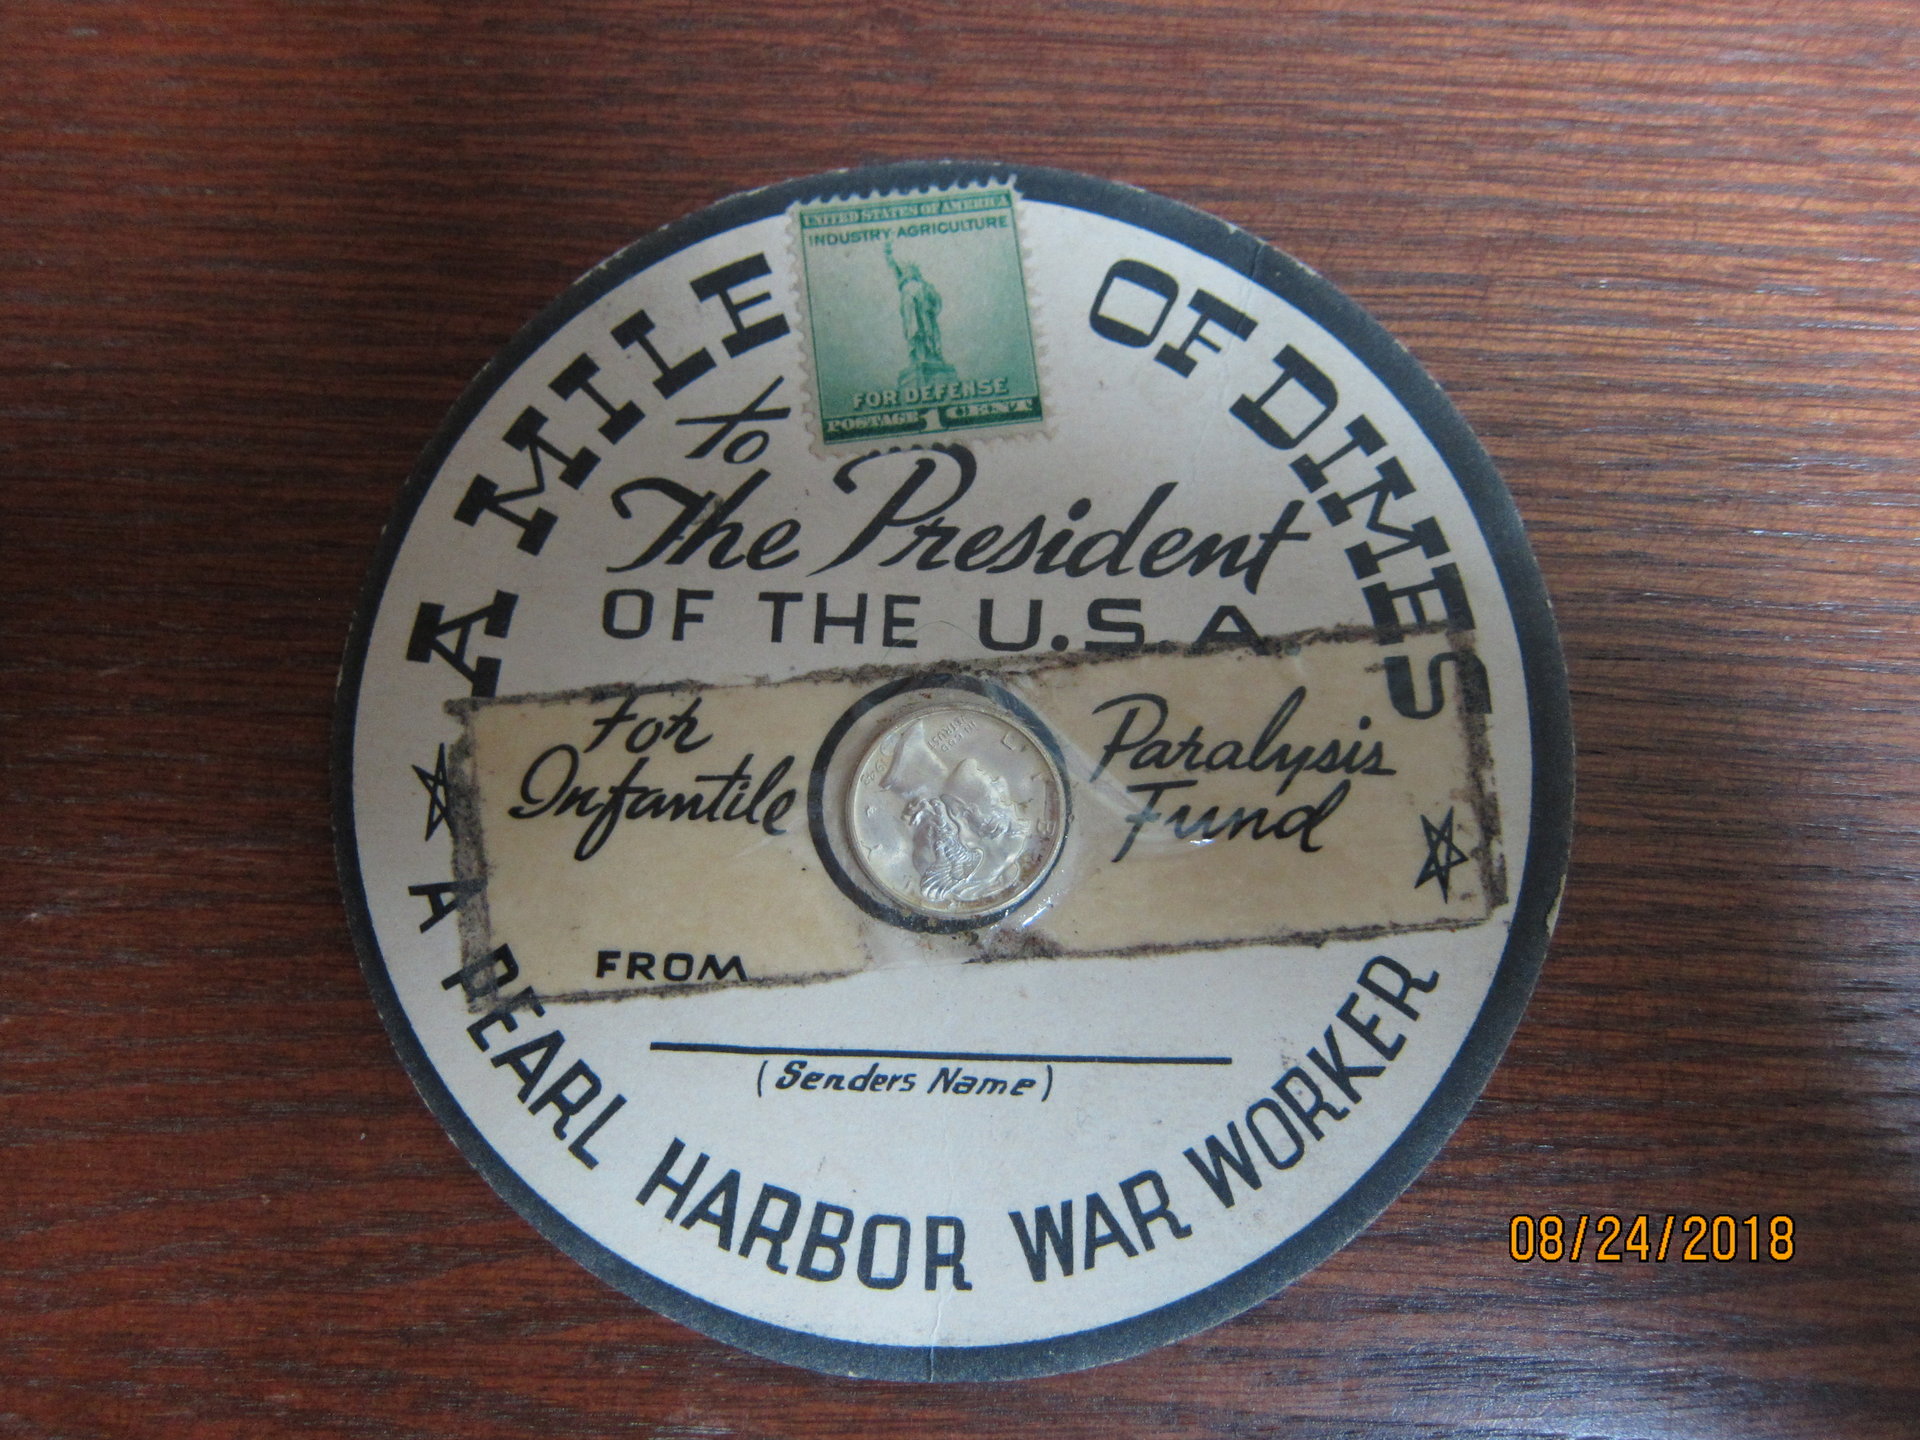 A MILE OF DIMES
UNITED STATES OF AMERICA
INDUSTRY AGRICULTURE
FOR DEFENSE
POSTAGE 1 CENT
To
The President
OF THE U.S.A.
For Infantile
Paralysis Fund
LIBERTY
IN GOD
WE TRUST
FROM
(Senders Name)
A PEARL HARBOR WAR WORKER
08/24/2018